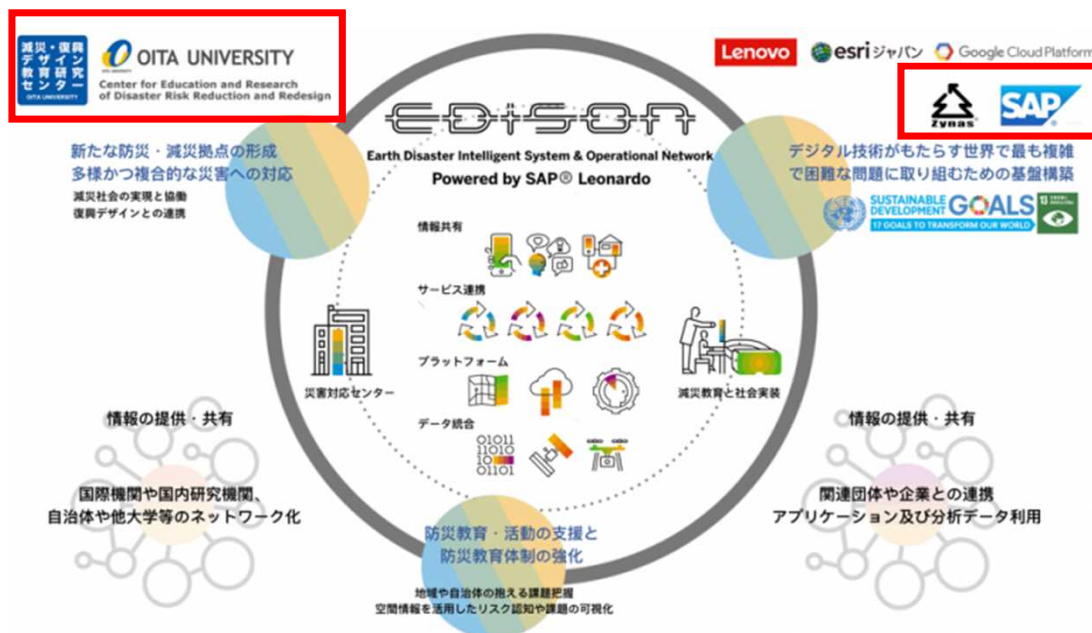 減災・復興
デザイン
教育研究
センター
OITA UNIVERSITY
OITA UNIVERSITY
OITA UNIVERSITY
Center for Education and Research
of Disaster Risk Reduction and Redesign
Lenovo
esriジャパン
Google Cloud Platform
Zynas
SAP
EDiSON
Earth Disaster Intelligent System & Operational Network
Powered by SAP® Leonardo
新たな防災・減災拠点の形成
多様かつ複合的な災害への対応
減災社会の実現と協働
復興デザインとの連携
デジタル技術がもたらす世界で最も複雑
で困難な問題に取り組むための基盤構築
SUSTAINABLE
DEVELOPMENT GOALS
17 GOALS TO TRANSFORM OUR WORLD
13
情報共有
サービス連携
プラットフォーム
データ統合
01011
11010
10
01101
災害対応センター
減災教育と社会実装
情報の提供・共有
国際機関や国内研究機関、
自治体や他大学等のネットワーク化
情報の提供・共有
関連団体や企業との連携
アプリケーション及び分析データ利用
防災教育・活動の支援と
防災教育体制の強化
地域や自治体の抱える課題把握
空間情報を活用したリスク認知や課題の可視化